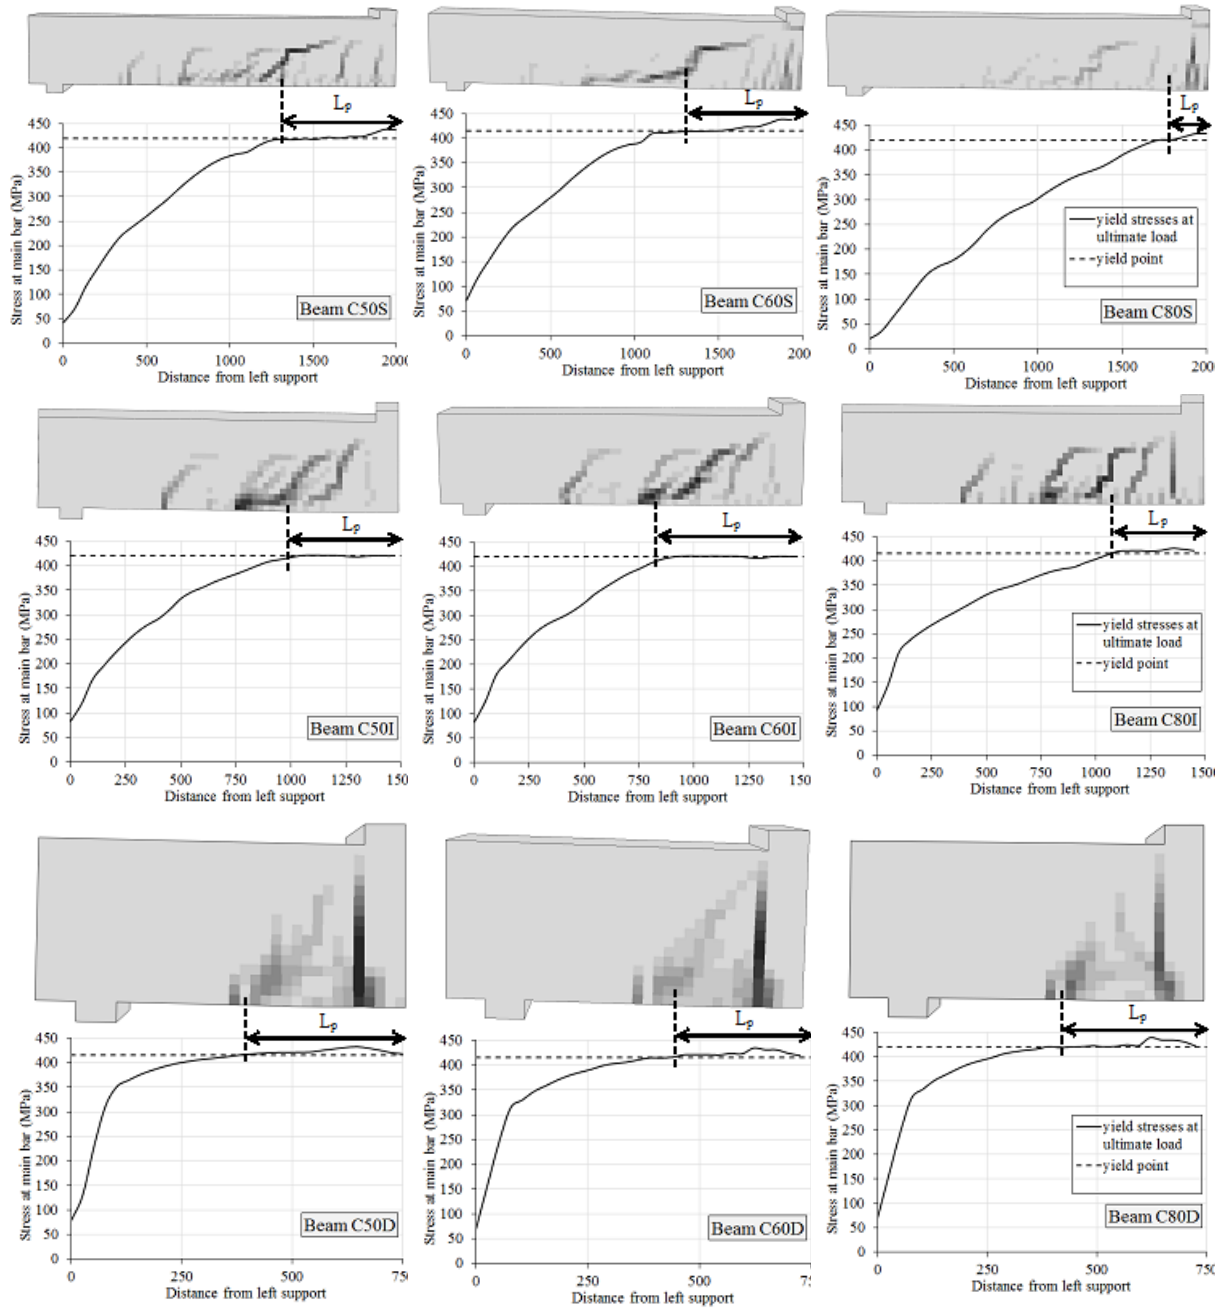 Lₚ
450
400
350
300
250
200
150
100
50
0
Stress at main bar (MPa)
Beam C50S
0 500 1000 1500 2000
Distance from left support
Lₚ
450
400
350
300
250
200
150
100
50
0
Stress at main bar (MPa)
Beam C60S
0 500 1000 1500 200
Distance from left support
Lₚ
450
400
350
300
250
200
150
100
50
0
Stress at main bar (MPa)
yield stresses at
ultimate load
yield point
Beam C80S
0 500 1000 1500 200
Distance from left support
Lₚ
450
400
350
300
250
200
150
100
50
0
Stress at main bar (MPa)
Beam C50I
0 250 500 750 1000 1250 1500
Distance from left support
Lₚ
450
400
350
300
250
200
150
100
50
0
Stress at main bar (MPa)
Beam C60I
0 250 500 750 1000 1250 1500
Distance from left support
Lₚ
450
400
350
300
250
200
150
100
50
0
Stress at main bar (MPa)
yield stresses at
ultimate load
yield point
Beam C80I
0 250 500 750 1000 1250 1500
Distance from left support
Lₚ
450
400
350
300
250
200
150
100
50
0
Stress at main bar (MPa)
Beam C50D
0 250 500 750
Distance from left support
Lₚ
450
400
350
300
250
200
150
100
50
0
Stress at main bar (MPa)
Beam C60D
0 250 500 75
Distance from left support
Lₚ
450
400
350
300
250
200
150
100
50
0
Stress at main bar (MPa)
yield stresses at
ultimate load
yield point
Beam C80D
0 250 500 750
Distance from left support